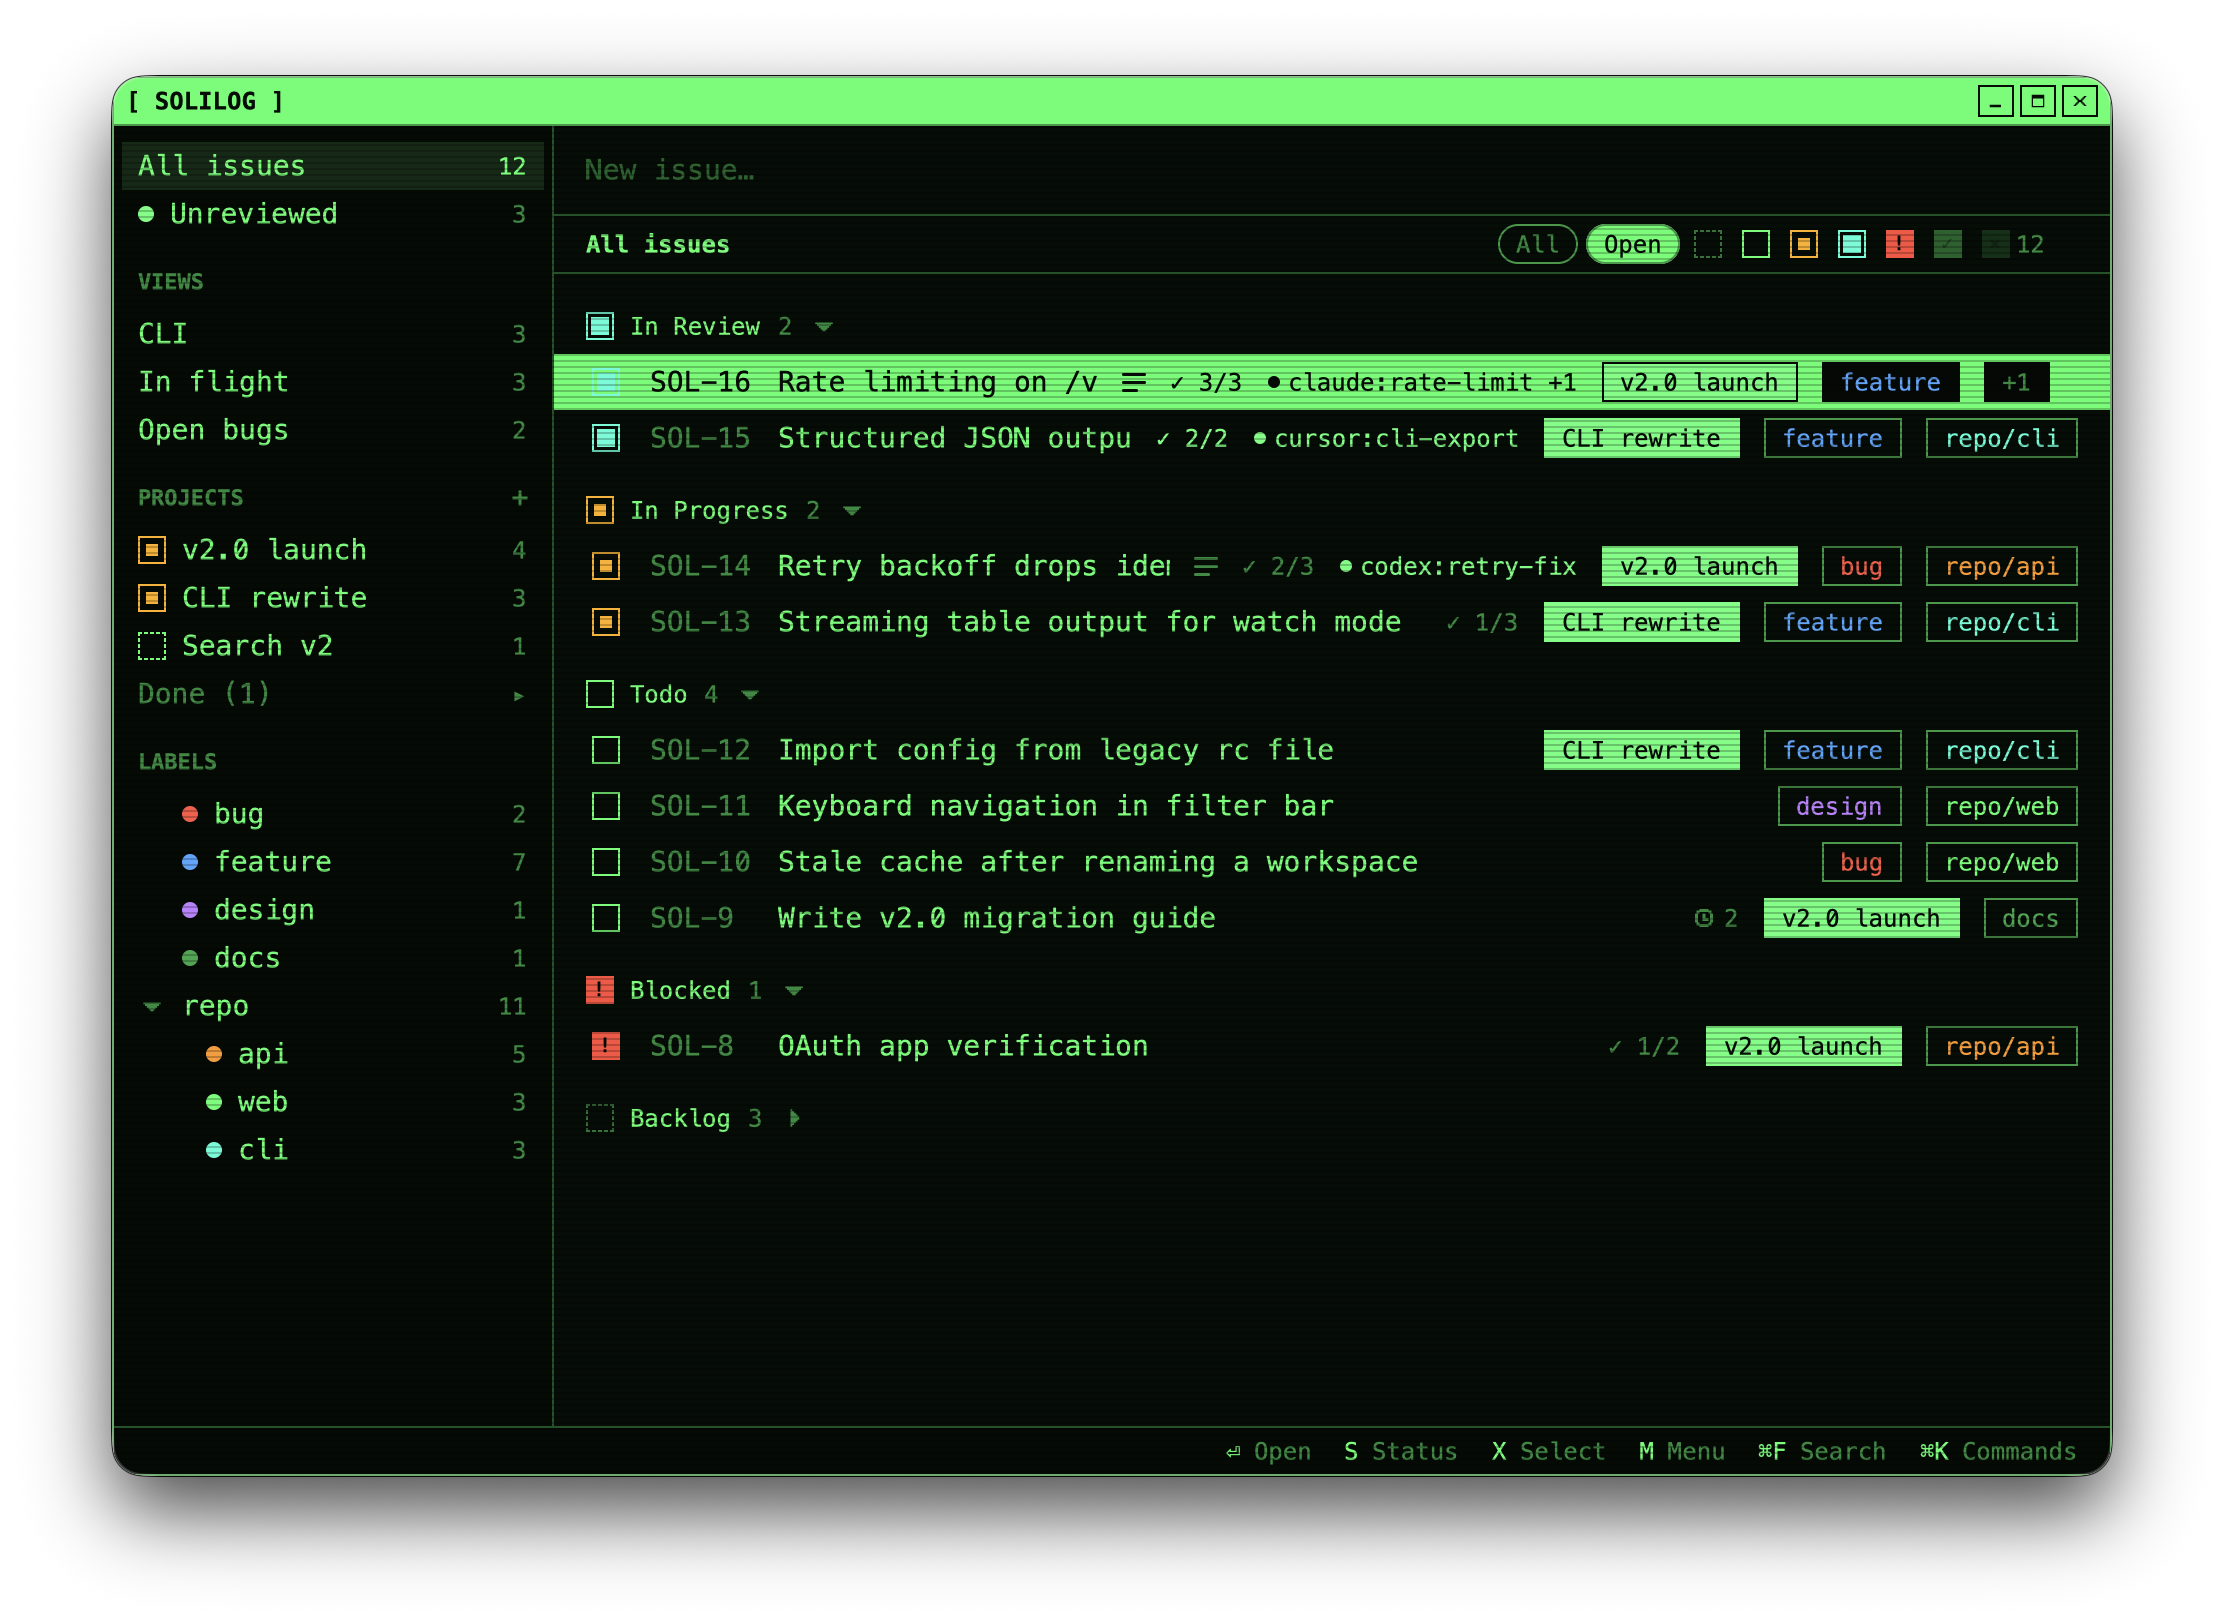 [ SOLILOG ]
All issues 12
Unreviewed 3
VIEWS
CLI 3
In flight 3
Open bugs 2
PROJECTS +
v2.0 launch 4
CLI rewrite 3
Search v2 1
Done (1)
LABELS
bug 2
feature 7
design 1
docs 1
repo 11
api 5
web 3
cli 3
New issue…
All issues All Open ! 12
In Review 2
SOL-16 Rate limiting on /v ✓ 3/3 claude:rate-limit +1 v2.0 launch feature +1
SOL-15 Structured JSON outpu ✓ 2/2 cursor:cli-export CLI rewrite feature repo/cli
In Progress 2
SOL-14 Retry backoff drops ✓ 2/3 codex:retry-fix v2.0 launch bug repo/api
SOL-13 Streaming table output for watch mode ✓ 1/3 CLI rewrite feature repo/cli
Todo 4
SOL-12 Import config from legacy rc file CLI rewrite feature repo/cli
SOL-11 Keyboard navigation in filter bar design repo/web
SOL-10 Stale cache after renaming a workspace bug repo/web
SOL-9 Write v2.0 migration guide 2 v2.0 launch docs
! Blocked 1
! SOL-8 OAuth app verification ✓ 1/2 v2.0 launch repo/api
Backlog 3
⏎ Open S Status X Select M Menu ⌘F Search ⌘K Commands